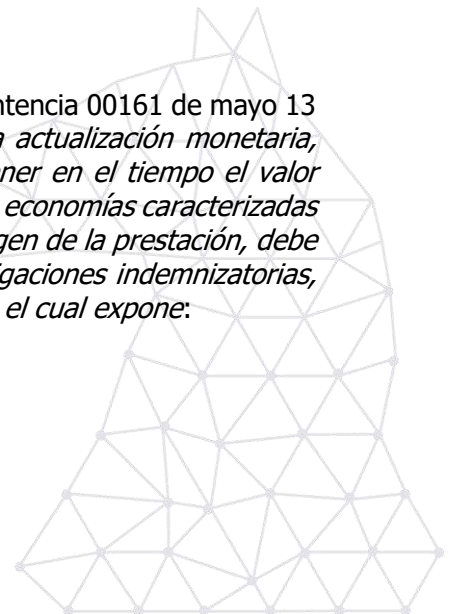 ntencia 00161 de mayo 13
a actualización monetaria,
ner en el tiempo el valor
economías caracterizadas
gen de la prestación, debe
igaciones indemnizatorias,
el cual expone: